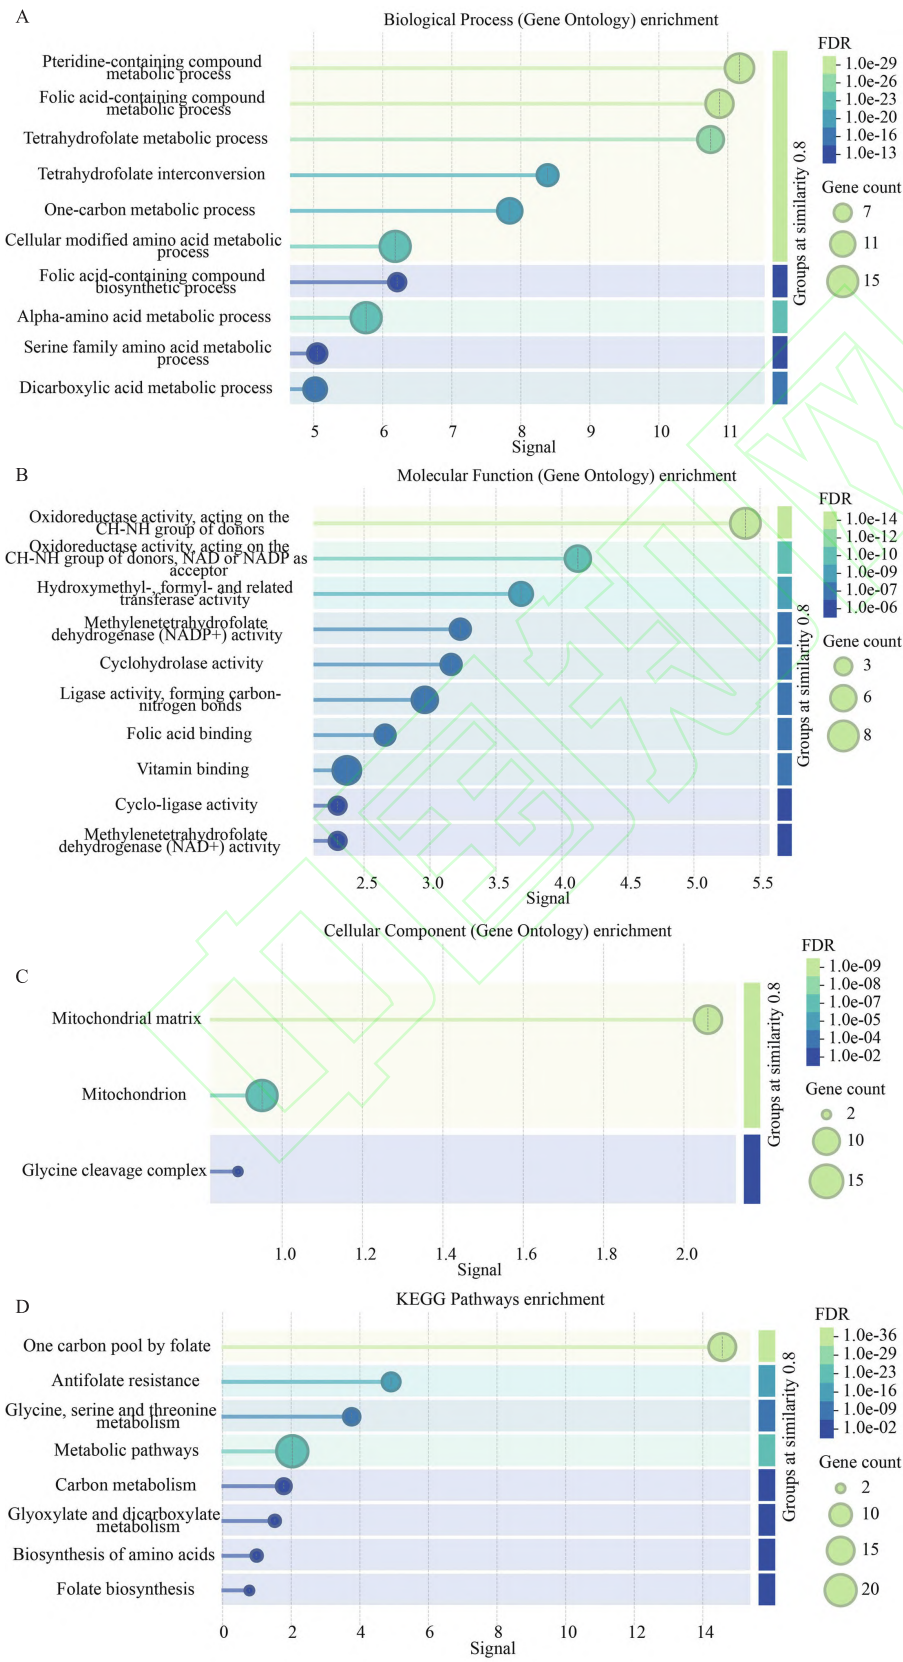 A
Biological Process (Gene Ontology) enrichment
Pteridine-containing compound
metabolic process
Folic acid-containing compound
metabolic process
Tetrahydrofolate metabolic process
Tetrahydrofolate interconversion
One-carbon metabolic process
Cellular modified amino acid metabolic
process
Folic acid-containing compound
biosynthetic process
Alpha-amino acid metabolic process
Serine family amino acid metabolic
process
Dicarboxylic acid metabolic process
5 6 7 8 9 10 11
Signal
Groups at similarity 0.8
FDR
1.0e-29
1.0e-26
1.0e-23
1.0e-20
1.0e-16
1.0e-13
Gene count
7
11
15
B
Molecular Function (Gene Ontology) enrichment
Oxidoreductase activity, acting on the
CH-NH group of donors
Oxidoreductase activity, acting on the
CH-NH group of donors, NAD or NADP as
acceptor
Hydroxymethyl-, formyl- and related
transferase activity
Methylenetetrahydrofolate
dehydrogenase (NADP+) activity
Cyclohydrolase activity
Ligase activity, forming carbon-
nitrogen bonds
Folic acid binding
Vitamin binding
Cyclo-ligase activity
Methylenetetrahydrofolate
dehydrogenase (NAD+) activity
2.5 3.0 3.5 4.0 4.5 5.0 5.5
Signal
Groups at similarity 0.8
FDR
1.0e-14
1.0e-12
1.0e-10
1.0e-09
1.0e-07
1.0e-06
Gene count
3
6
8
C
Cellular Component (Gene Ontology) enrichment
Mitochondrial matrix
Mitochondrion
Glycine cleavage complex
1.0 1.2 1.4 1.6 1.8 2.0
Signal
Groups at similarity 0.8
FDR
1.0e-09
1.0e-08
1.0e-07
1.0e-05
1.0e-04
1.0e-02
Gene count
2
10
15
D
KEGG Pathways enrichment
One carbon pool by folate
Antifolate resistance
Glycine, serine and threonine
metabolism
Metabolic pathways
Carbon metabolism
Glyoxylate and dicarboxylate
metabolism
Biosynthesis of amino acids
Folate biosynthesis
0 2 4 6 8 10 12 14
Signal
Groups at similarity 0.8
FDR
1.0e-36
1.0e-29
1.0e-23
1.0e-16
1.0e-09
1.0e-02
Gene count
2
10
15
20